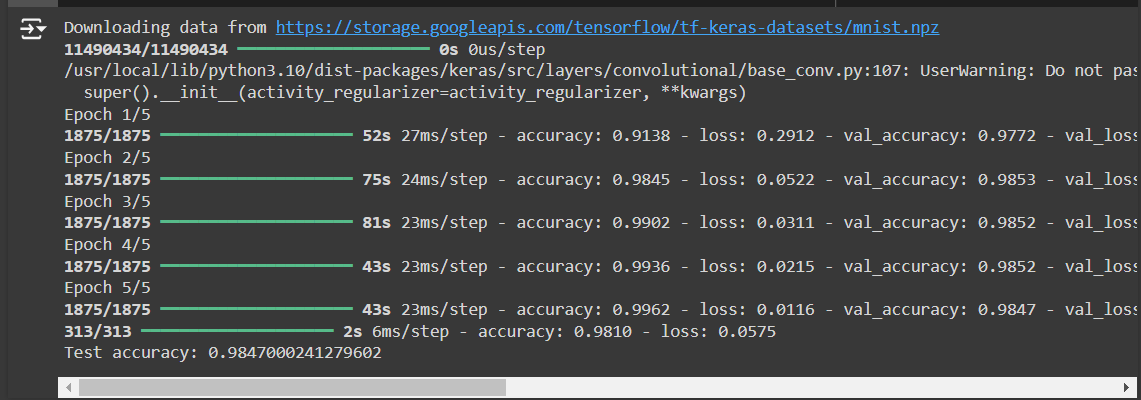 Downloading data from https://storage.googleapis.com/tensorflow/tf-keras-datasets/mnist.npz
11490434/11490434 ━━━━━━━━━━━━━━━━━━━━ 0s 0us/step
/usr/local/lib/python3.10/dist-packages/keras/src/layers/convolutional/base_conv.py:107: UserWarning: Do not pas
super().__init__(activity_regularizer=activity_regularizer, **kwargs)
Epoch 1/5
1875/1875 ━━━━━━━━━━━━━━━━━━━━ 52s 27ms/step - accuracy: 0.9138 - loss: 0.2912 - val_accuracy: 0.9772 - val_loss
Epoch 2/5
1875/1875 ━━━━━━━━━━━━━━━━━━━━ 75s 24ms/step - accuracy: 0.9845 - loss: 0.0522 - val_accuracy: 0.9853 - val_loss
Epoch 3/5
1875/1875 ━━━━━━━━━━━━━━━━━━━━ 81s 23ms/step - accuracy: 0.9902 - loss: 0.0311 - val_accuracy: 0.9852 - val_loss
Epoch 4/5
1875/1875 ━━━━━━━━━━━━━━━━━━━━ 43s 23ms/step - accuracy: 0.9936 - loss: 0.0215 - val_accuracy: 0.9852 - val_loss
Epoch 5/5
1875/1875 ━━━━━━━━━━━━━━━━━━━━ 43s 23ms/step - accuracy: 0.9962 - loss: 0.0116 - val_accuracy: 0.9847 - val_loss
313/313 ━━━━━━━━━━━━━━━━━━━━ 2s 6ms/step - accuracy: 0.9810 - loss: 0.0575
Test accuracy: 0.9847000241279602